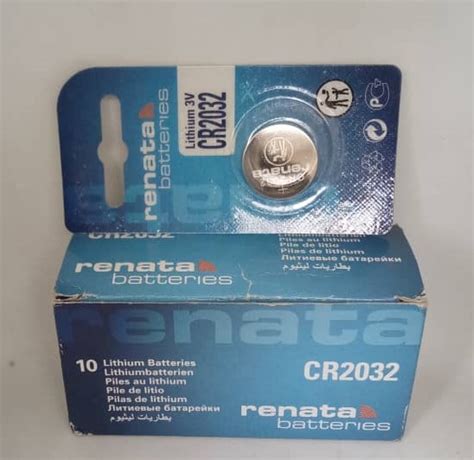 renata
batteries
Lithium 3V
CR2032
CR2032
renata
batteries
Lithiumbatterien
Piles au lithium
Pile de litio
Pilas de lithium
Литиевые батарейки
بطاريات ليثيوم
renata
10 Lithium Batteries
Lithiumbatterien
Piles au lithium
Pile de litio
Pilas de lithium
Литиевые батарейки
بطاريات ليثيوم
CR2032
renata
batteries